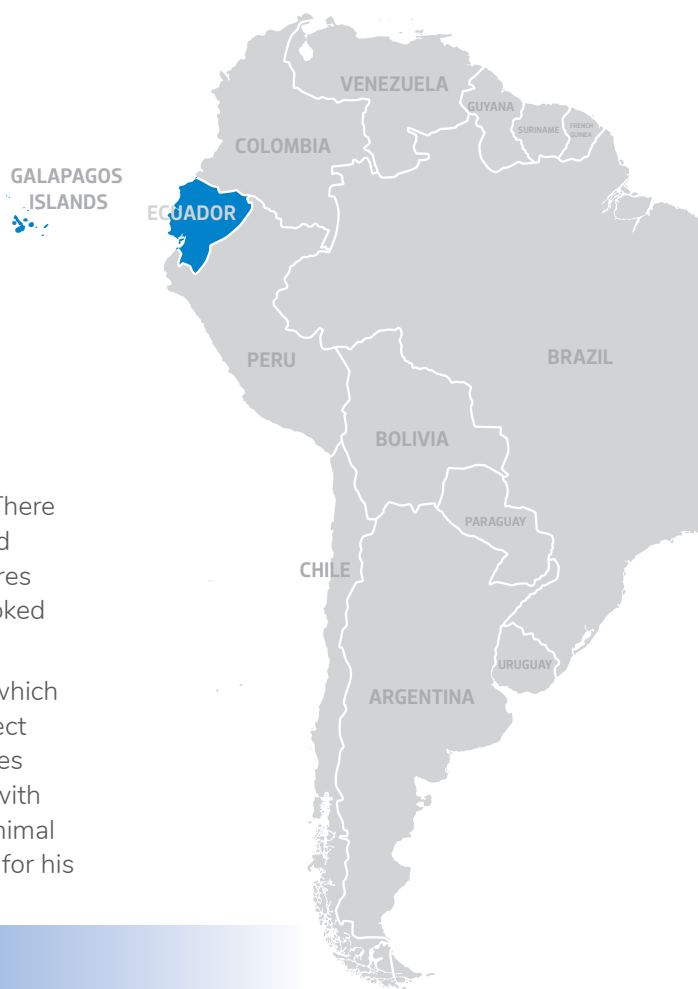 VENEZUELA
GUYANA
SURINAME
FRENCH
GUINEA
COLOMBIA
GALAPAGOS
ISLANDS
ECUADOR
PERU
BRAZIL
BOLIVIA
PARAGUAY
CHILE
URUGUAY
ARGENTINA
There
d
res
oked
which
ect
es
with
nimal
for his